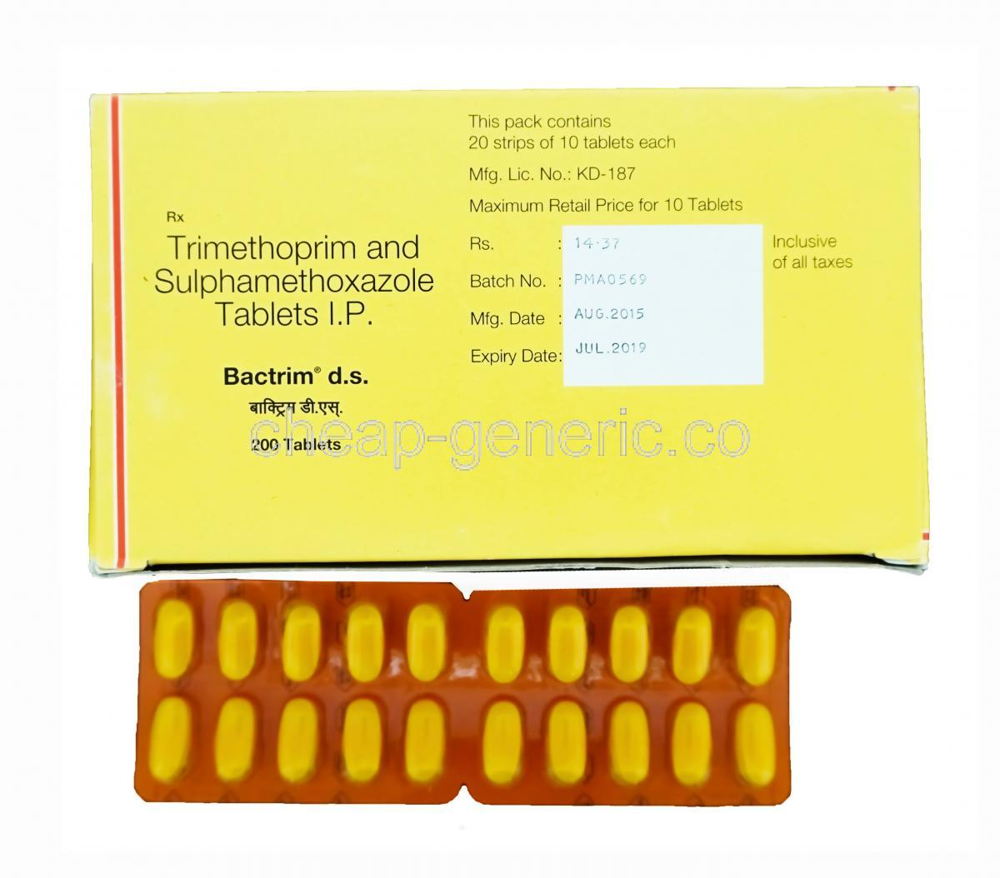 This pack contains
20 strips of 10 tablets each
Mfg. Lic. No.: KD-187
Maximum Retail Price for 10 Tablets
Rs. : 14.37
Inclusive
of all taxes
Batch No. : PMA0569
Mfg. Date : AUG.2015
Expiry Date: JUL.2019
Rx
Trimethoprim and
Sulphamethoxazole
Tablets I.P.
Bactrim® d.s.
बाक्ट्रिम डी.एस्.
200 Tablets
cheap-generic.co